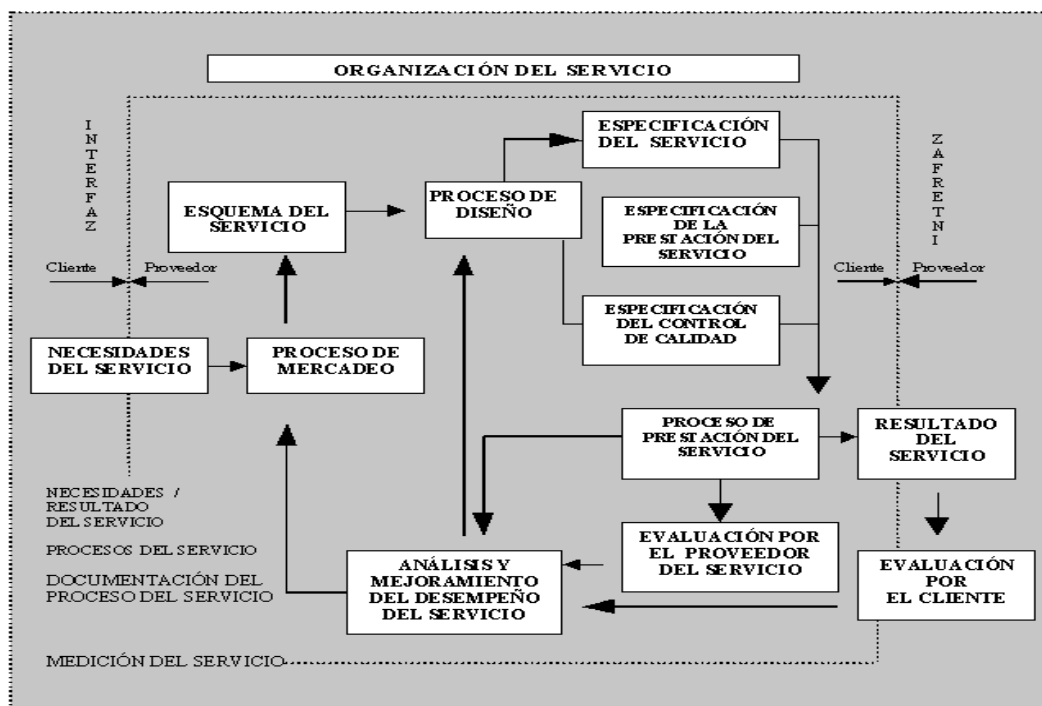 ORGANIZACIÓN DEL SERVICIO
INTERFAZ
ZAFRETNI
ESPECIFICACIÓN
DEL SERVICIO
ESQUEMA DEL
SERVICIO
PROCESO DE
DISEÑO
ESPECIFICACIÓN
DE LA
PRESTACIÓN DEL
SERVICIO
Cliente Proveedor
Cliente Proveedor
ESPECIFICACIÓN
DEL CONTROL
DE CALIDAD
NECESIDADES
DEL SERVICIO
PROCESO DE
MERCADEO
PROCESO DE
PRESTACIÓN DEL
SERVICIO
RESULTADO
DEL
SERVICIO
NECESIDADES /
RESULTADO
DEL SERVICIO
PROCESOS DEL SERVICIO
DOCUMENTACIÓN DEL
PROCESO DEL SERVICIO
ANÁLISIS Y
MEJORAMIENTO
DEL DESEMPEÑO
DEL SERVICIO
EVALUACIÓN POR
EL PROVEEDOR
DEL SERVICIO
EVALUACIÓN
POR
EL CLIENTE
MEDICIÓN DEL SERVICIO